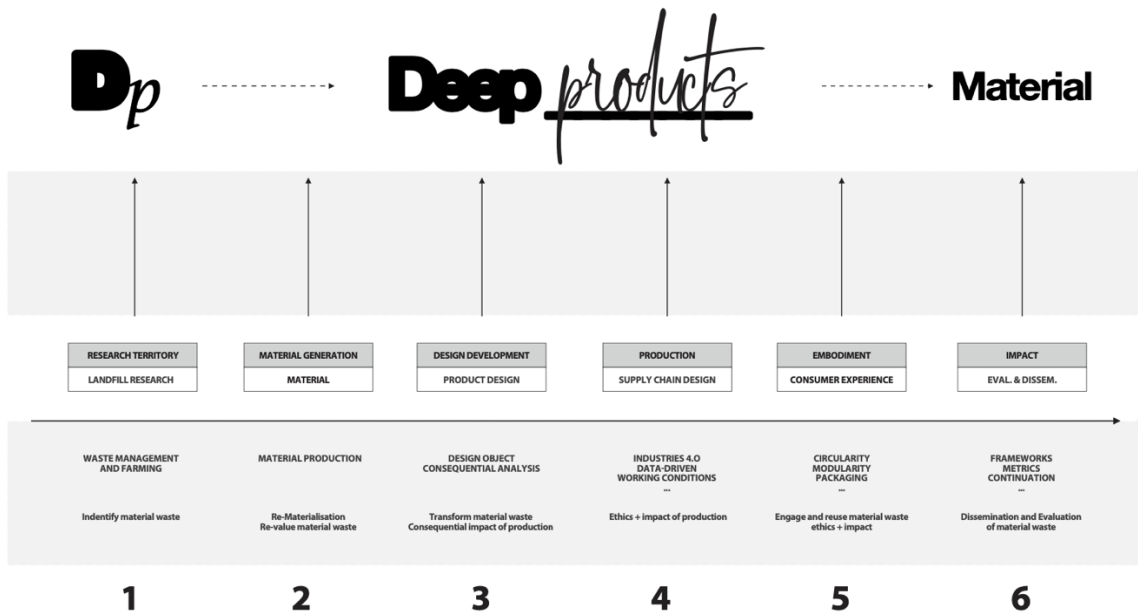 Dp
Deep products
Material
RESEARCH TERRITORY
LANDFILL RESEARCH
MATERIAL GENERATION
MATERIAL
DESIGN DEVELOPMENT
PRODUCT DESIGN
PRODUCTION
SUPPLY CHAIN DESIGN
EMBODIMENT
CONSUMER EXPERIENCE
IMPACT
EVAL. & DISSEM.
WASTE MANAGEMENT
AND FARMING
Indentify material waste
MATERIAL PRODUCTION
Re-Materialisation
Re-value material waste
DESIGN OBJECT
CONSEQUENTIAL ANALYSIS
Transform material waste
Consequential impact of production
INDUSTRIES 4.O
DATA-DRIVEN
WORKING CONDITIONS
...
Ethics + impact of production
CIRCULARITY
MODULARITY
PACKAGING
...
Engage and reuse material waste
ethics + impact
FRAMEWORKS
METRICS
CONTINUATION
...
Dissemination and Evaluation
of material waste
1
2
3
4
5
6